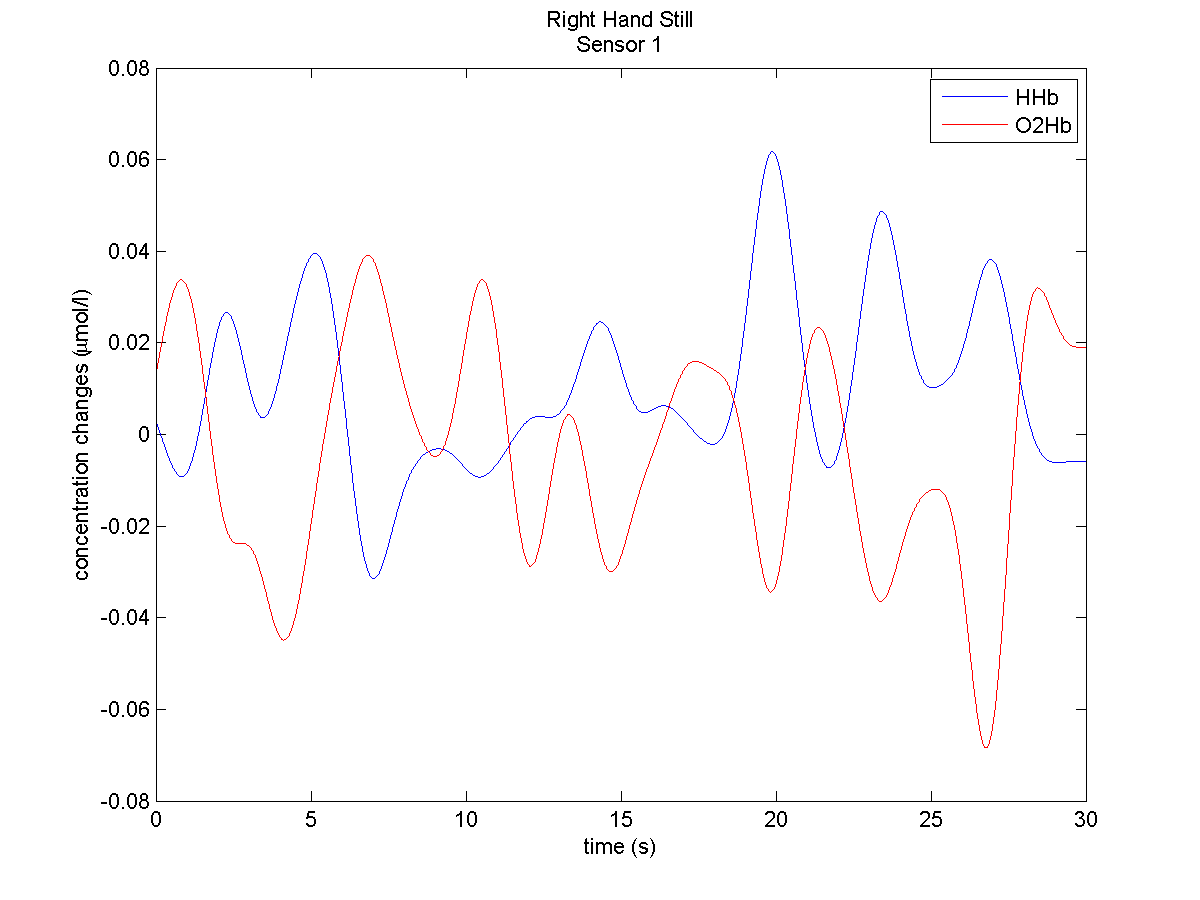 Right Hand Still
Sensor 1
HHb
O2Hb
0.08
0.06
0.04
0.02
0
-0.02
-0.04
-0.06
-0.08
concentration changes (μmol/l)
0 5 10 15 20 25 30
time (s)